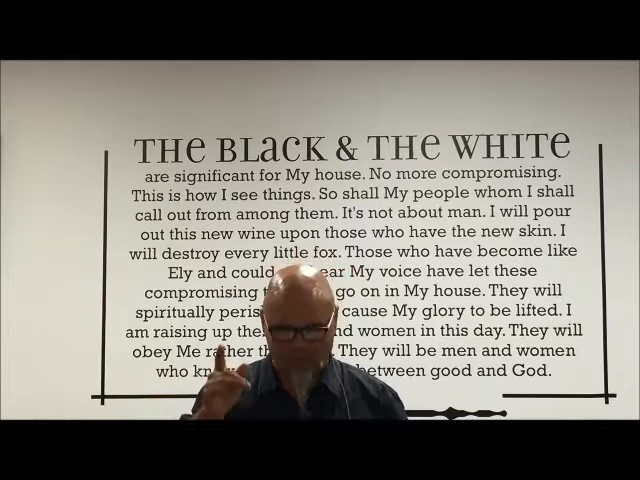 THE BLACK & THE WHITE
are significant for My house. No more compromising.
This is how I see things. So shall My people whom I shall
call out from among them. It's not about man. I will pour
out this new wine upon those who have the new skin. I
will destroy every little fox. Those who have become like
Ely and could ear My voice have let these
compromising go on in My house. They will
spiritually peris cause My glory to be lifted. I
am raising up the nd women in this day. They will
obey Me rather They will be men and women
who between good and God.